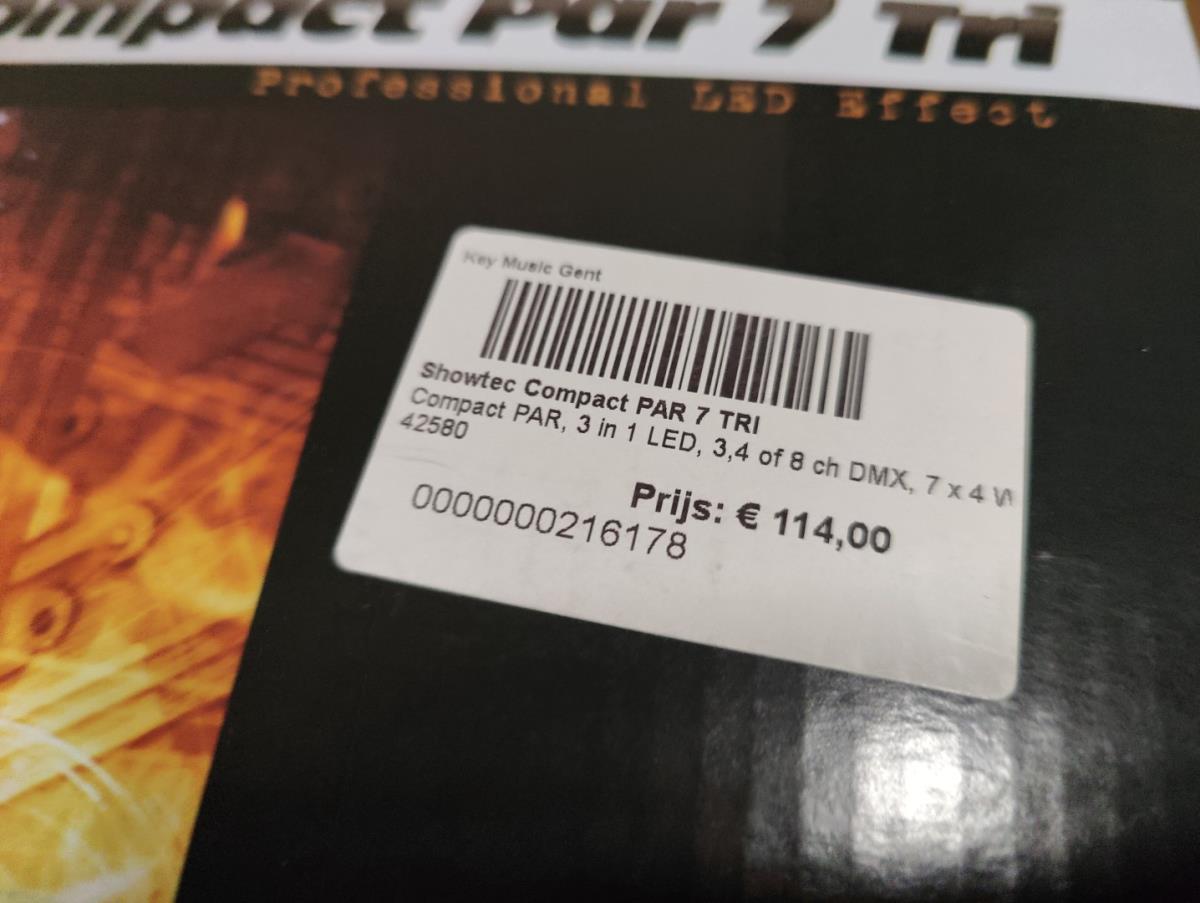 ompact Par 7 Tri
Professional LED Effect
Key Music Gent
Showtec Compact PAR 7 TRI
Compact PAR, 3 in 1 LED, 3,4 of 8 ch DMX, 7 x 4 W
42580
Prijs: € 114,00
0000000216178